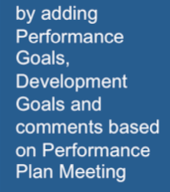 by adding
Performance
Goals,
Development
Goals and
comments based
on Performance
Plan Meeting